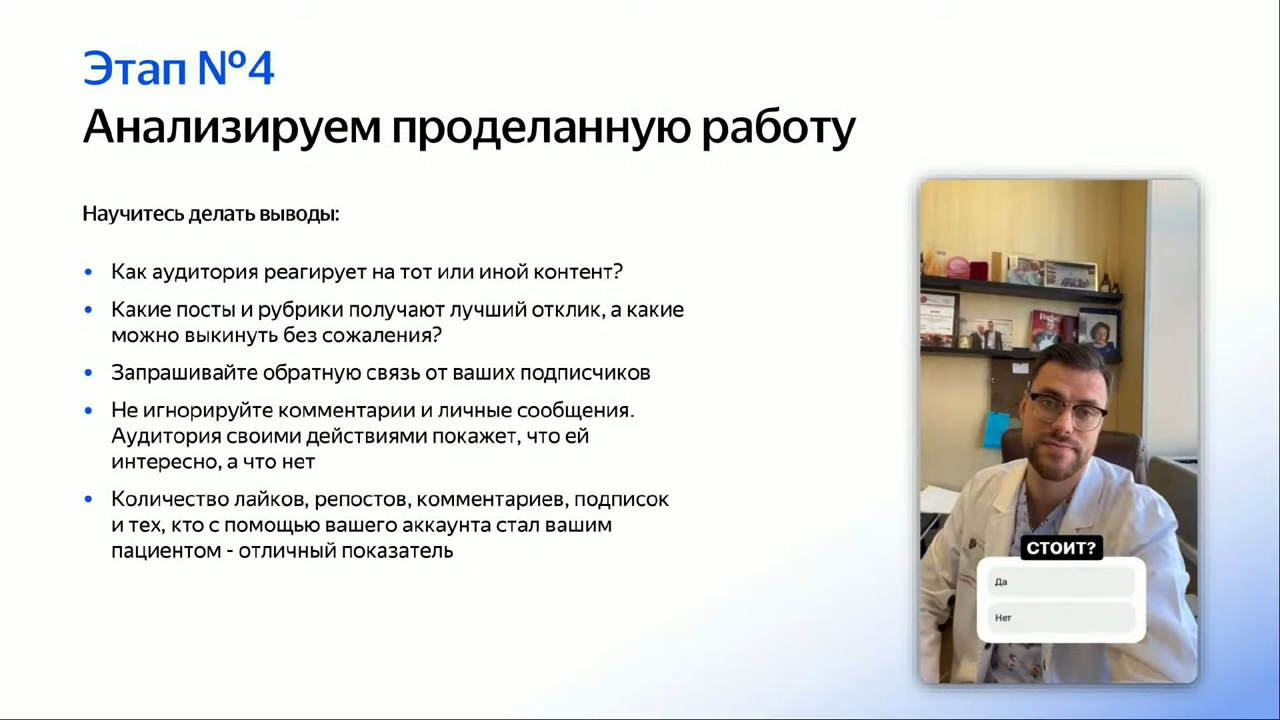 Этап №4
Анализируем проделанную работу
Научитесь делать выводы:
• Как аудитория реагирует на тот или иной контент?
• Какие посты и рубрики получают лучший отклик, а какие
можно выкинуть без сожаления?
• Запрашивайте обратную связь от ваших подписчиков
• Не игнорируйте комментарии и личные сообщения.
Аудитория своими действиями покажет, что ей
интересно, а что нет
• Количество лайков, репостов, комментариев, подписок
и тех, кто с помощью вашего аккаунта стал вашим
пациентом - отличный показатель
Forbes
СТОИТ?
Да
Нет